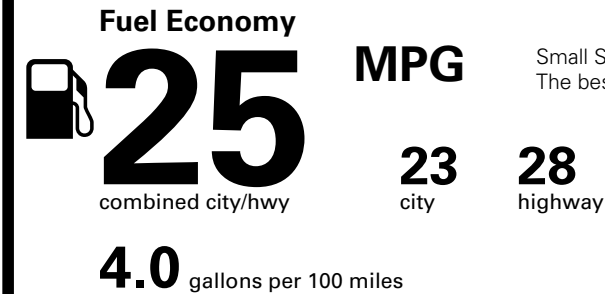 Fuel Economy
25 MPG
combined city/hwy
Small S
The bes
23 city
28 highway
4.0 gallons per 100 miles